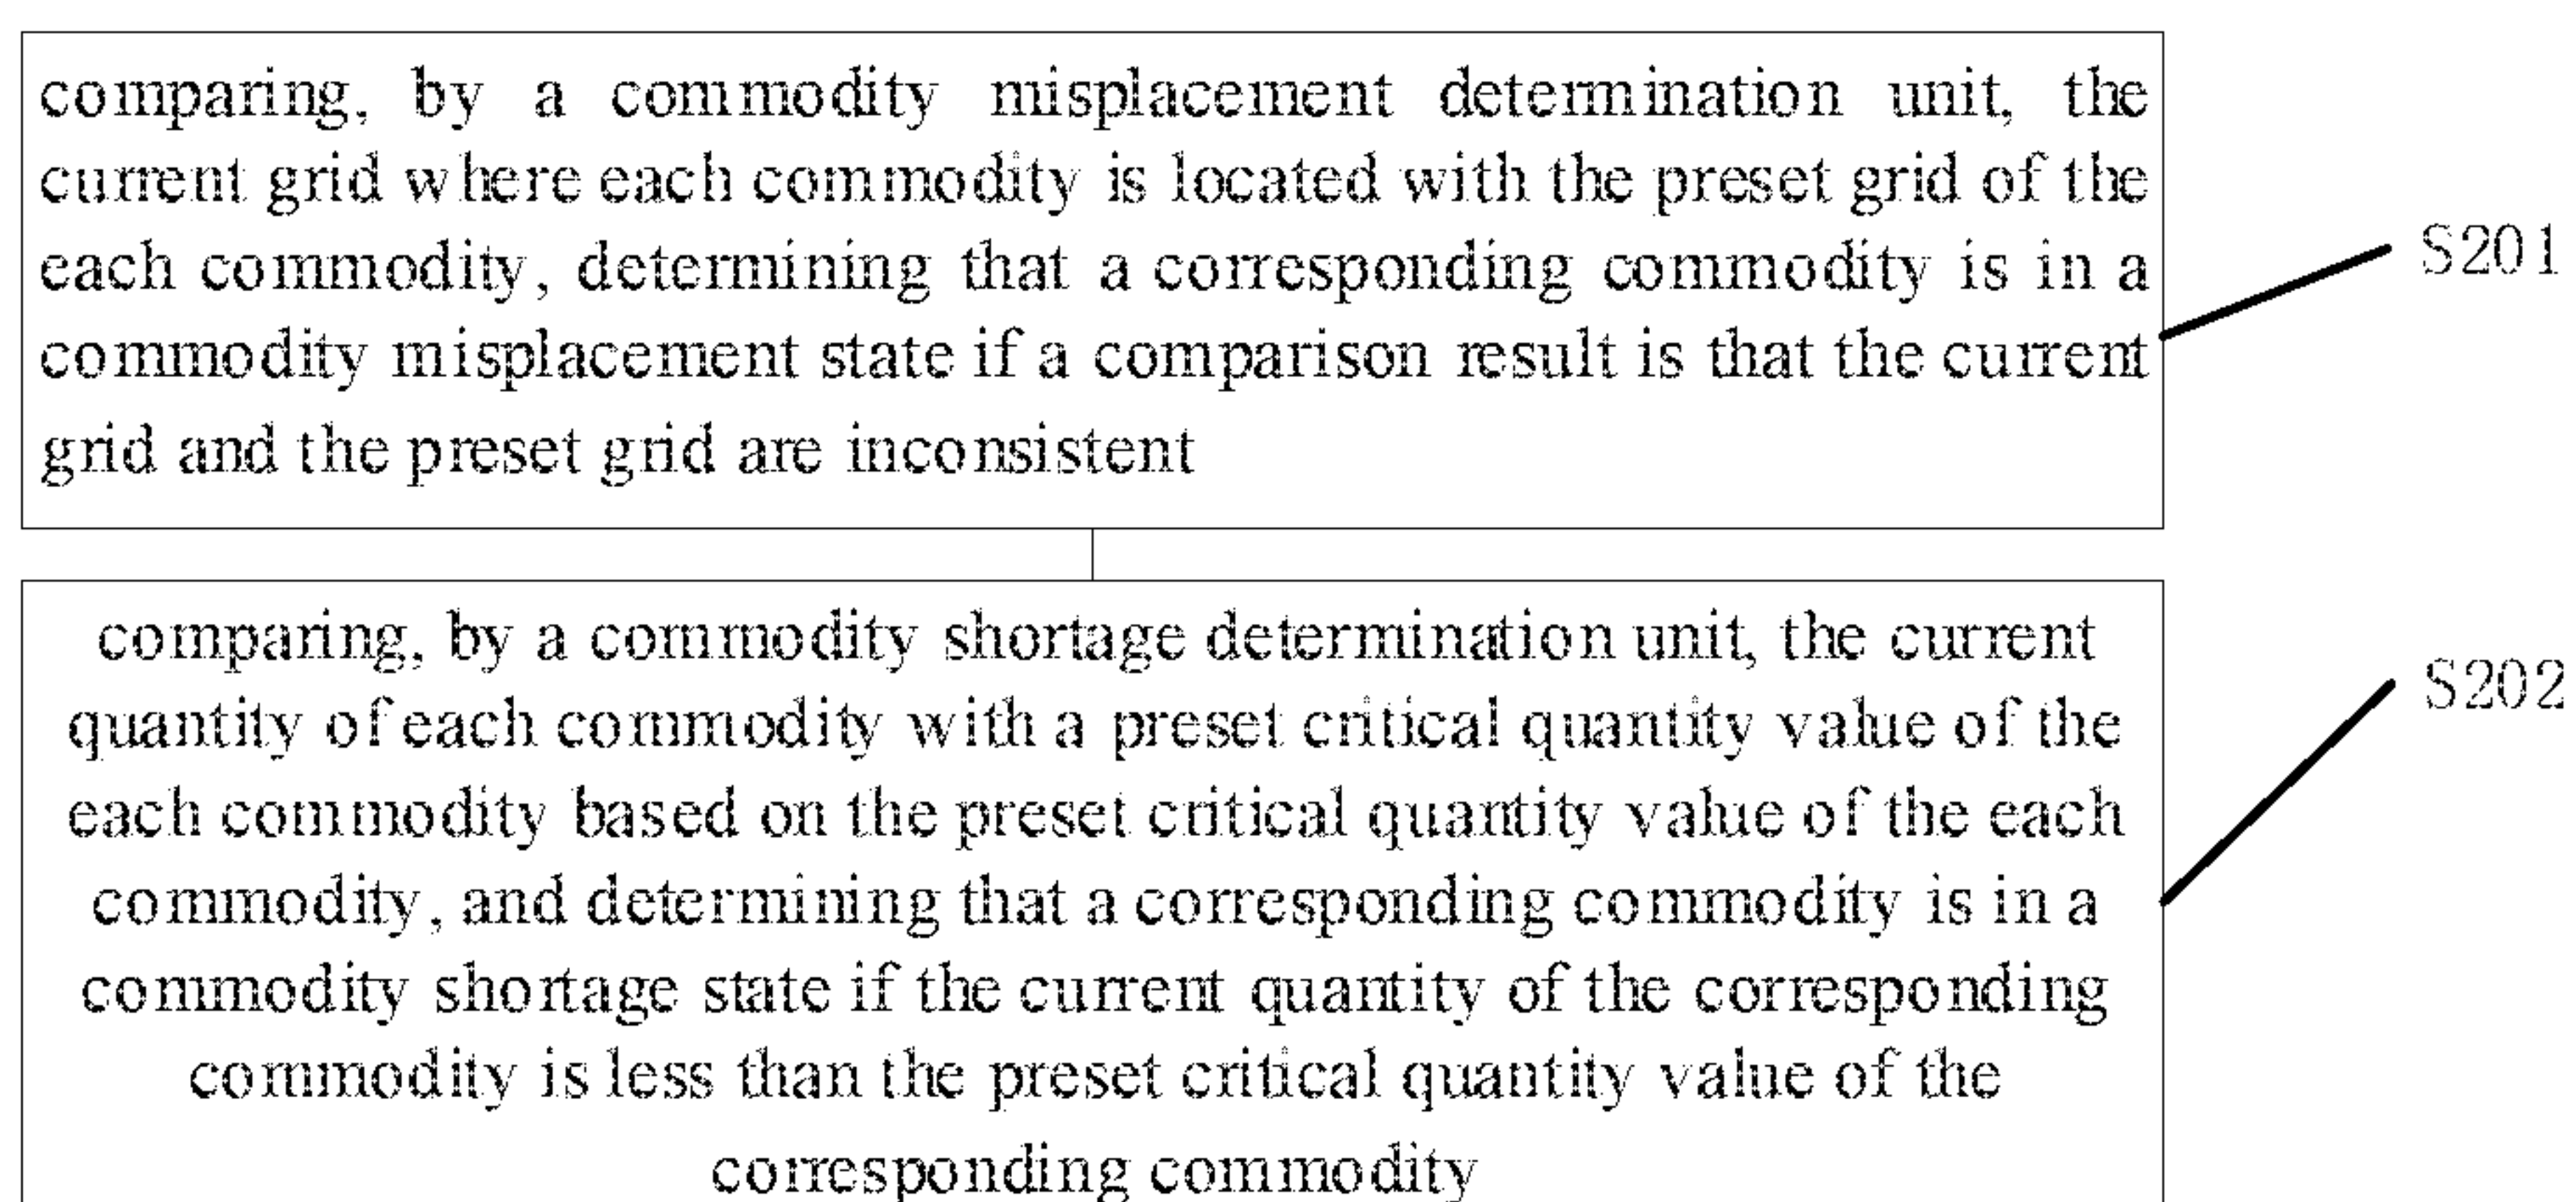 comparing, by a commodity misplacement determination unit, the
current grid where each commodity is located with the preset grid of the
each commodity, determining that a corresponding commodity is in a
commodity misplacement state if a comparison result is that the current
grid and the preset grid are inconsistent
S201
comparing, by a commodity shortage determination unit, the current
quantity of each commodity with a preset critical quantity value of the
each commodity based on the preset critical quantity value of the each
commodity, and determining that a corresponding commodity is in a
commodity shortage state if the current quantity of the corresponding
commodity is less than the preset critical quantity value of the
corresponding commodity
S202